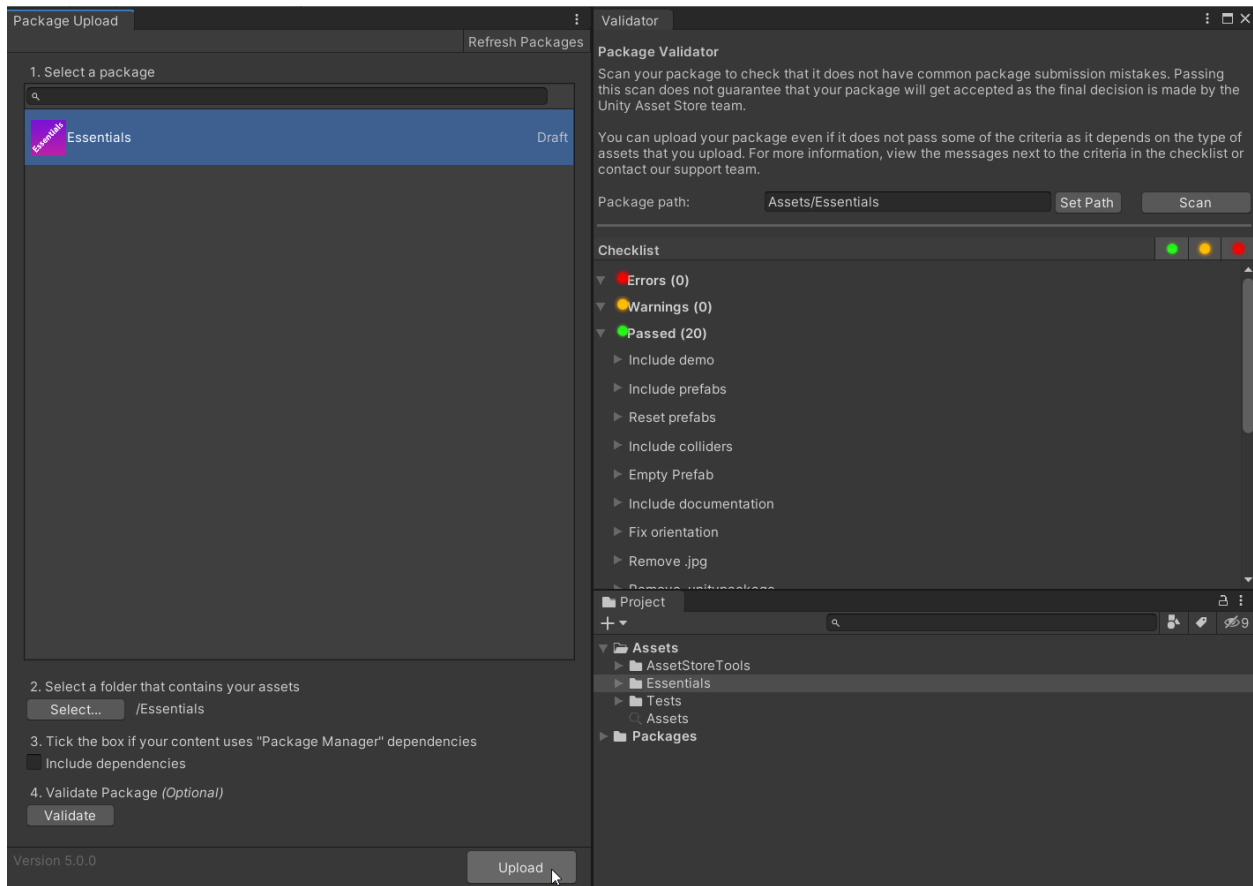 Package Upload
Refresh Packages
1. Select a package
Essentials
Essentials
Draft
2. Select a folder that contains your assets
Select...
/Essentials
3. Tick the box if your content uses "Package Manager" dependencies
Include dependencies
4. Validate Package (Optional)
Validate
Version 5.0.0
Upload
Validator
Package Validator
Scan your package to check that it does not have common package submission mistakes. Passing
this scan does not guarantee that your package will get accepted as the final decision is made by the
Unity Asset Store team.
You can upload your package even if it does not pass some of the criteria as it depends on the type of
assets that you upload. For more information, view the messages next to the criteria in the checklist or
contact our support team.
Package path:
Assets/Essentials
Set Path
Scan
Checklist
Errors (0)
Warnings (0)
Passed (20)
Include demo
Include prefabs
Reset prefabs
Include colliders
Empty Prefab
Include documentation
Fix orientation
Remove .jpg
Remove .unitypackage
Project
9
Assets
AssetStoreTools
Essentials
Tests
Assets
Packages